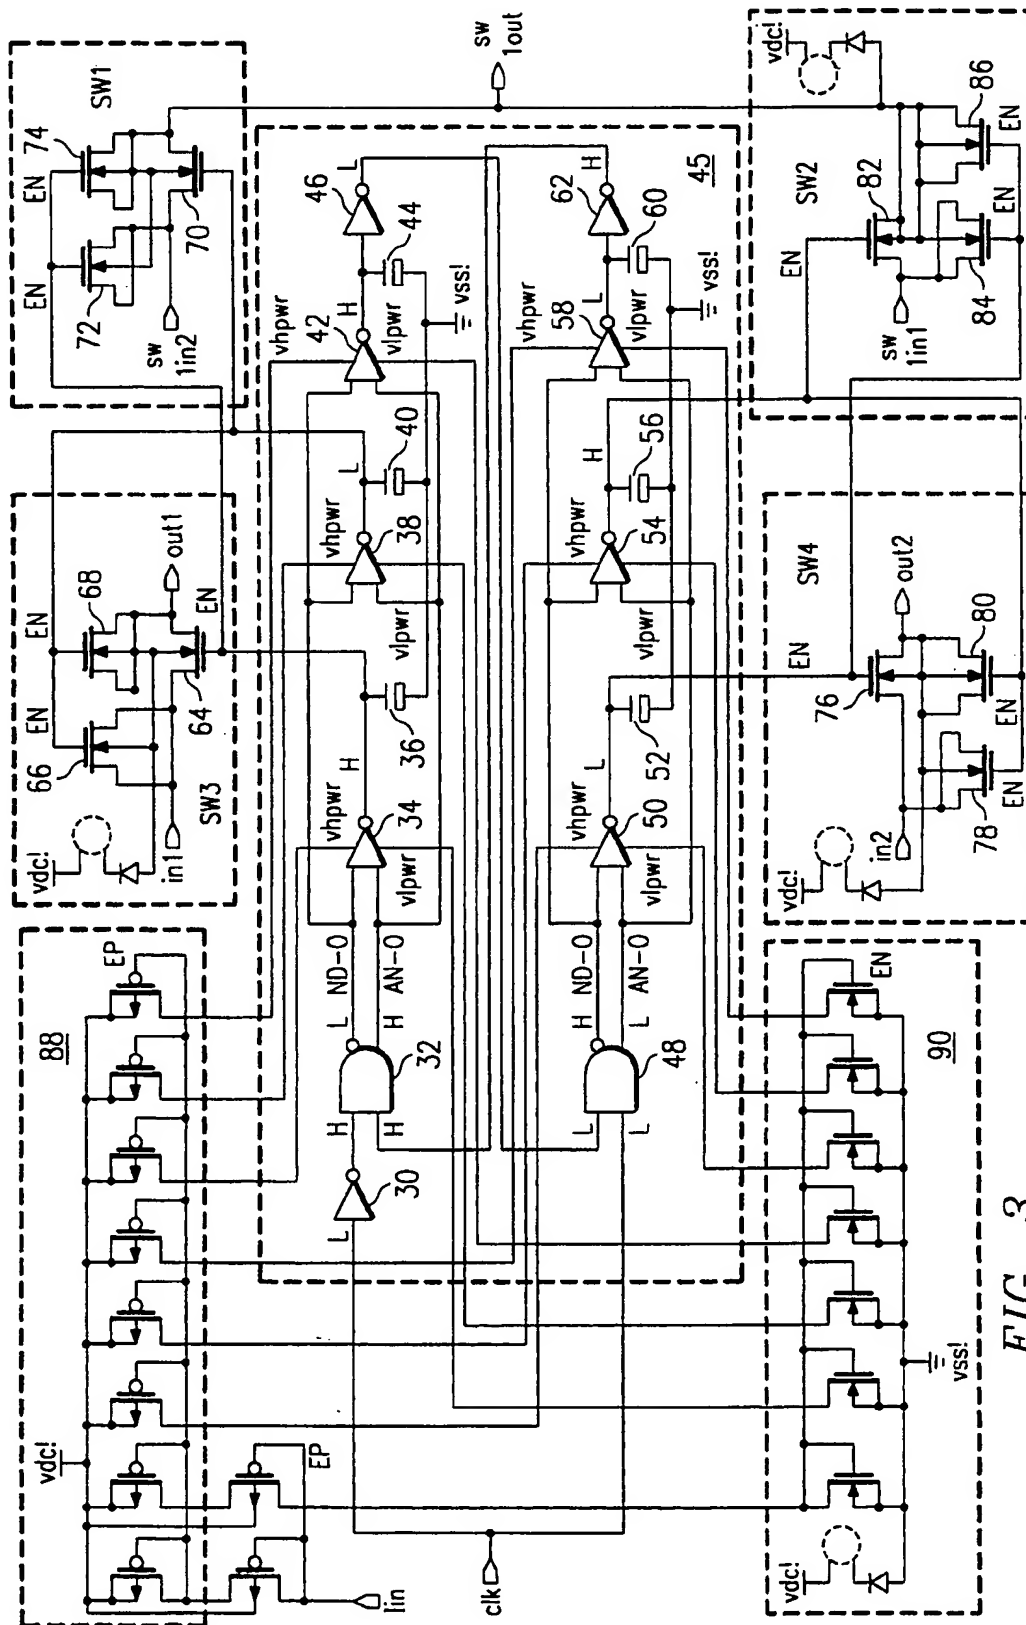 88
vdc!
EP
EP
Iin
clk
vdc!
90
EN
vss!
SW3
vdc!
in1
66
EN
EN
68
out1
EN
64
SW1
EN
74
EN
72
70
sw
1in2
sw
1out
45
L
30
H
H
32
L
ND-O
H
AN-O
vhpwr
34
vlpwr
H
36
vhpwr
38
vlpwr
L
40
vhpwr
42
vlpwr
H
44
vss!
46
L
L
L
48
H
ND-O
L
AN-O
vhpwr
50
vlpwr
L
52
vhpwr
54
H
56
vhpwr
58
vlpwr
L
60
vss!
62
H
SW4
vdc!
in2
EN
76
out2
80
EN
78
EN
SW2
vdc!
EN
82
sw
1in1
84
EN
86
EN
FIG. 3